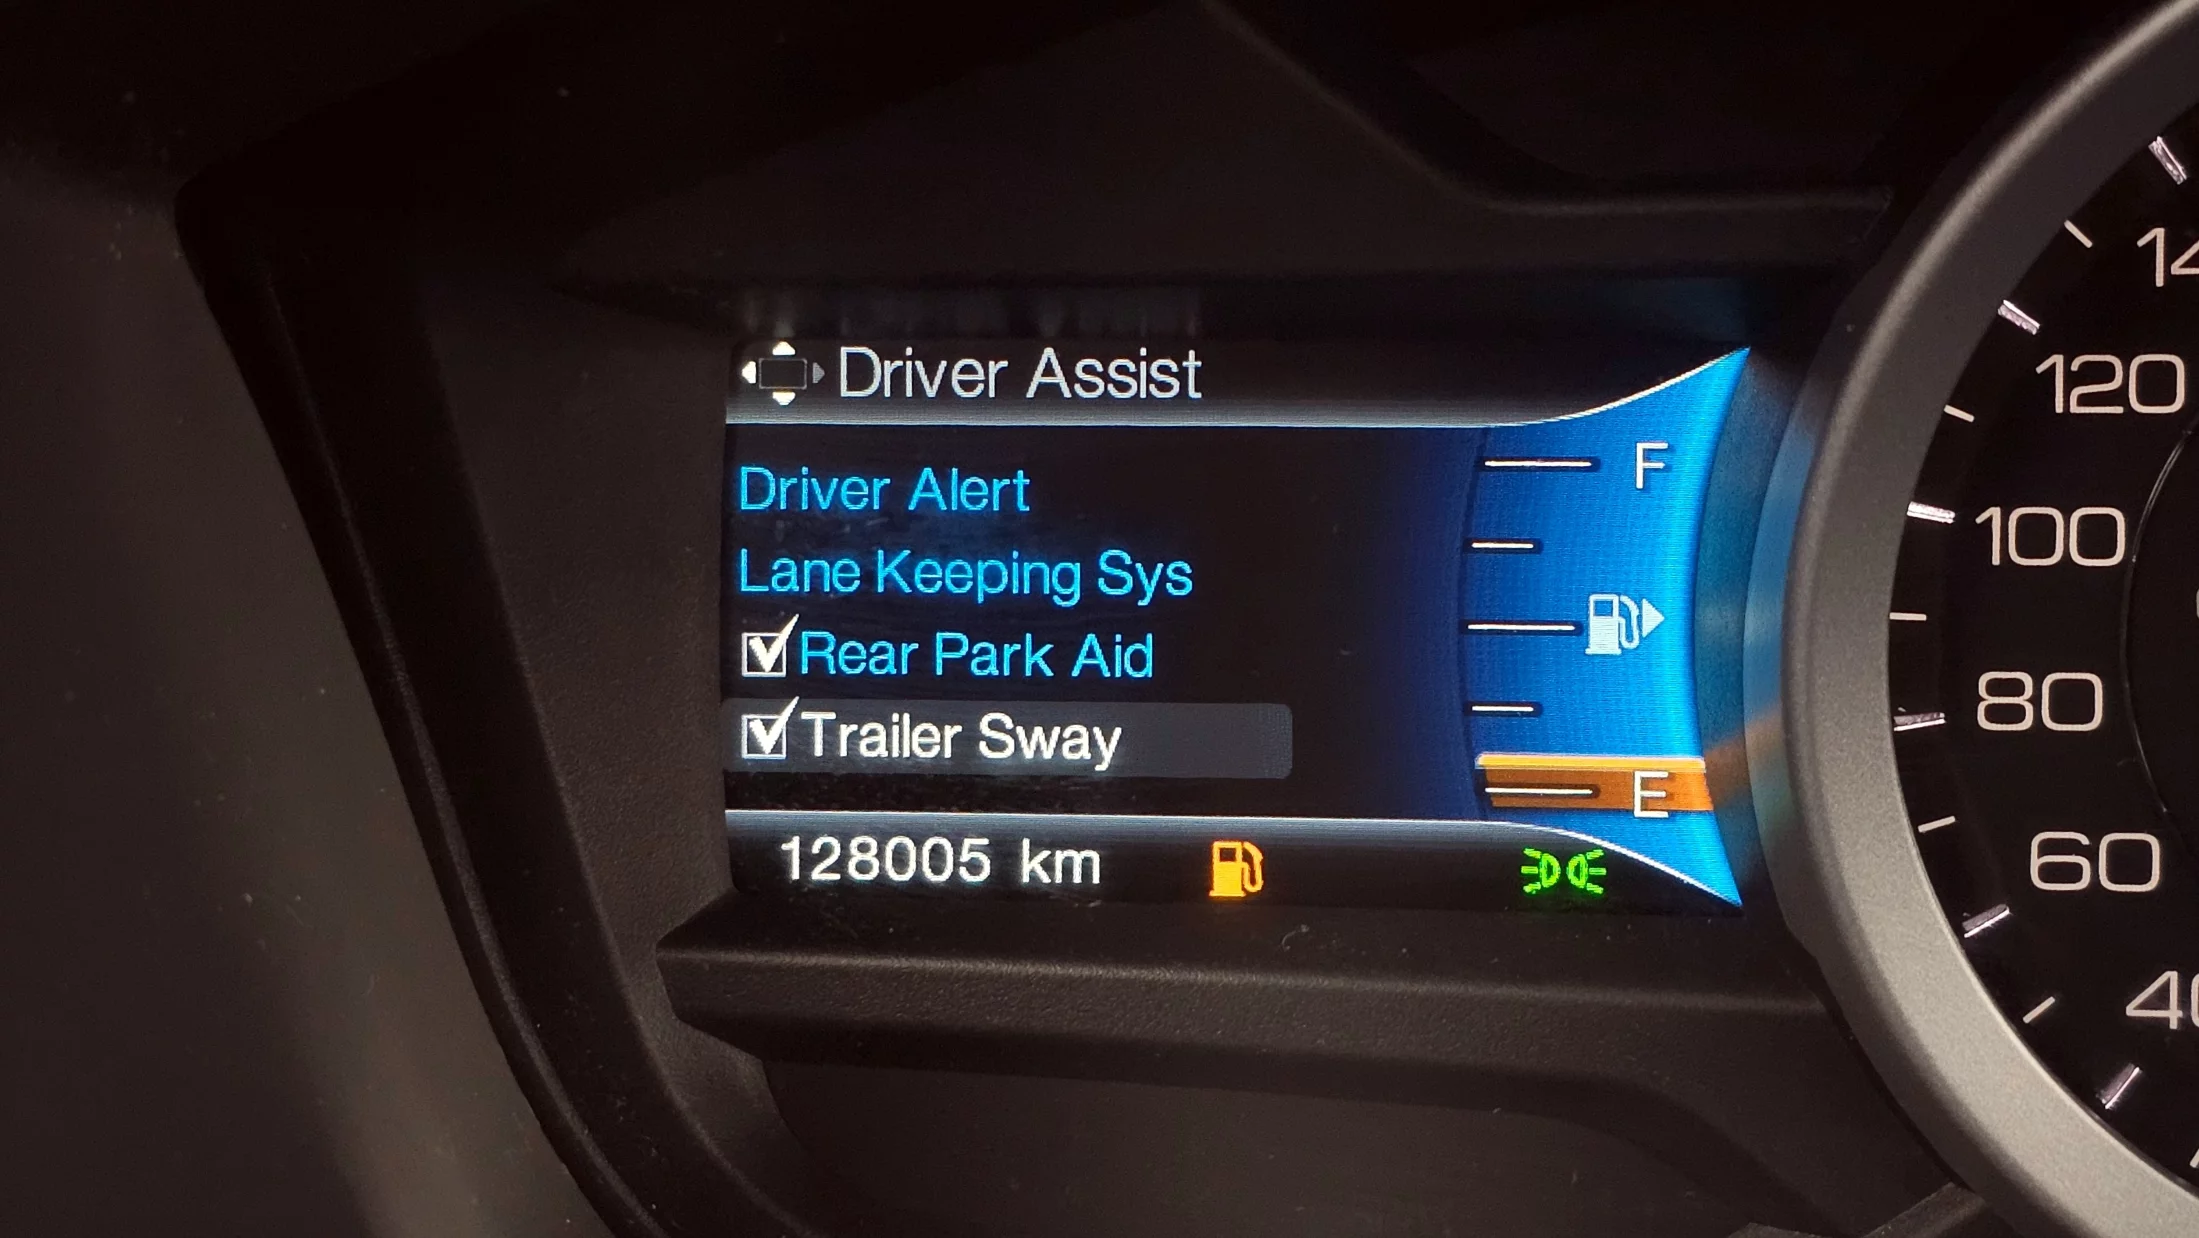 Driver Assist
Driver Alert
Lane Keeping Sys
Rear Park Aid
Trailer Sway
F
E
128005 km
120
100
80
60